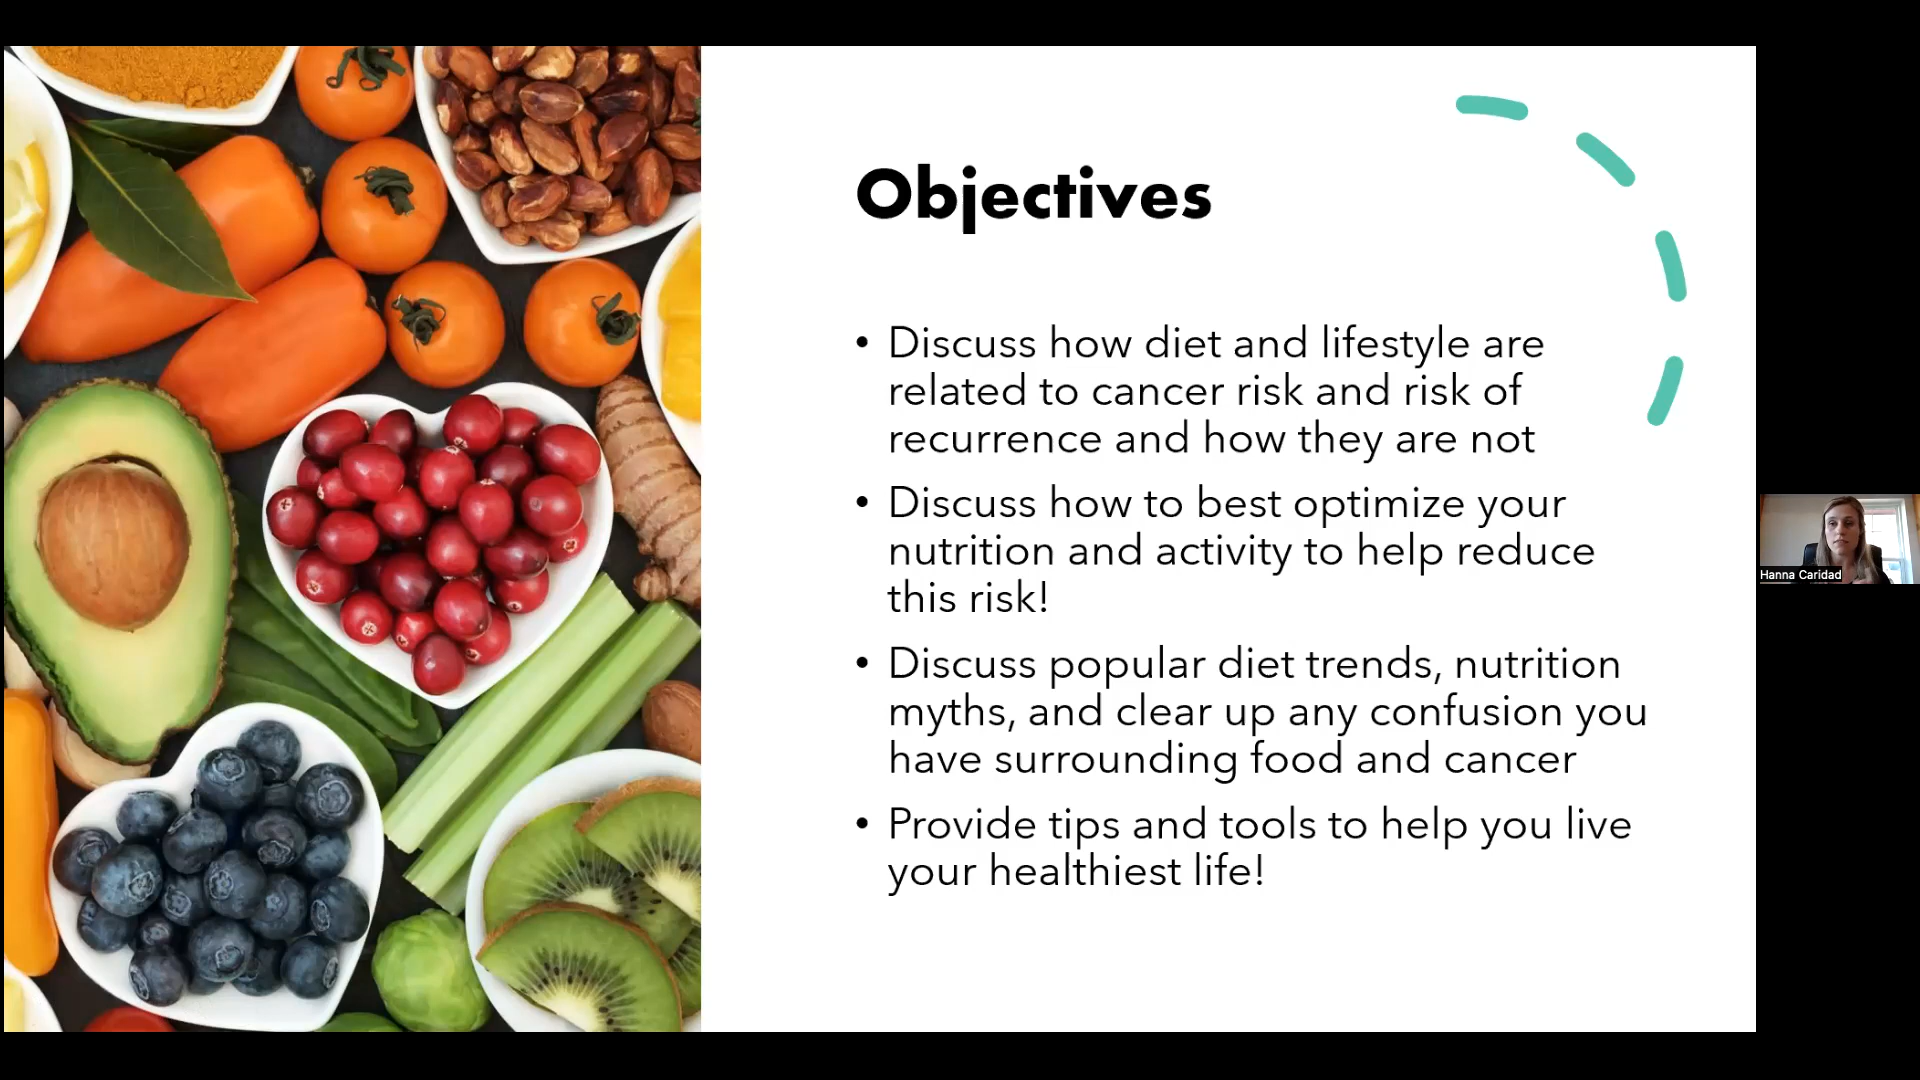 Objectives
• Discuss how diet and lifestyle are
related to cancer risk and risk of
recurrence and how they are not
• Discuss how to best optimize your
nutrition and activity to help reduce
this risk!
• Discuss popular diet trends, nutrition
myths, and clear up any confusion you
have surrounding food and cancer
• Provide tips and tools to help you live
your healthiest life!
Hanna Caridad